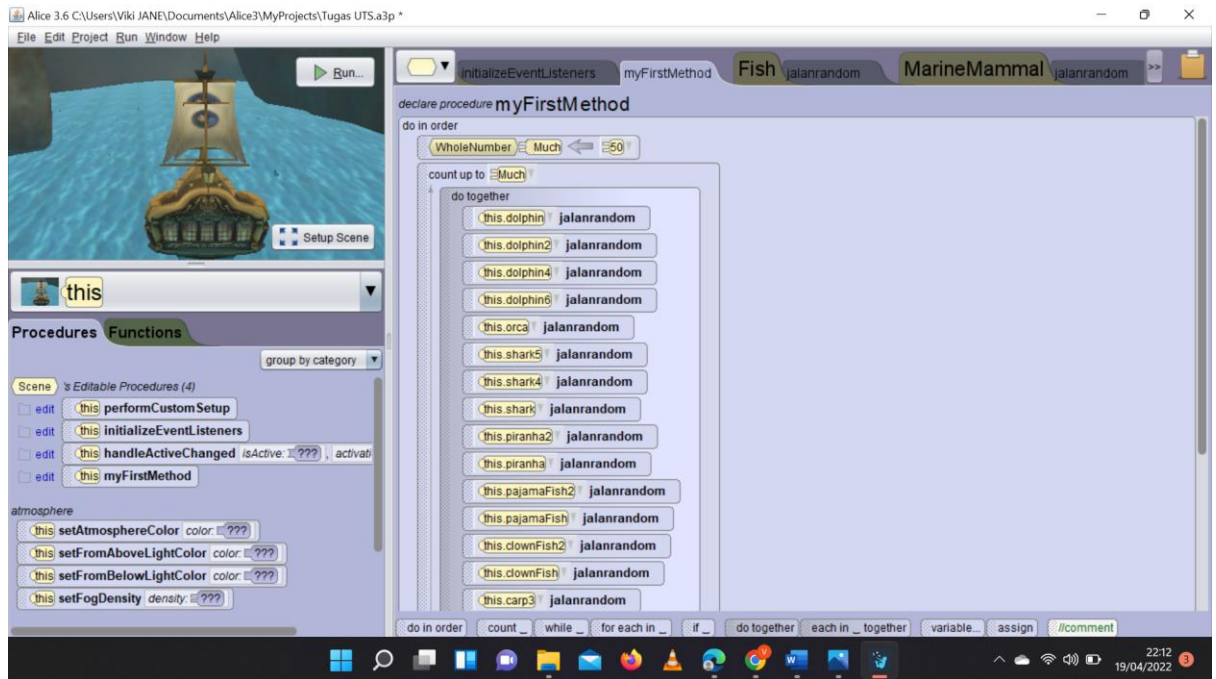 Alice 3.6 C:\Users\Viki JANE\Documents\Alice3\MyProjects\Tugas UTS.a3p *
File Edit Project Run Window Help
Run...
Setup Scene
this
Procedures Functions
group by category
Scene 's Editable Procedures (4)
edit this performCustomSetup
edit this initializeEventListeners
edit this handleActiveChanged isActive: ??? , activati
edit this myFirstMethod
atmosphere
this setAtmosphereColor color: ???
this setFromAboveLightColor color: ???
this setFromBelowLightColor color: ???
this setFogDensity density: ???
initializeEventListeners myFirstMethod Fish jalanrandom MarineMammal jalanrandom >>
declare procedure myFirstMethod
do in order
WholeNumber Much 50
count up to Much
do together
this.dolphin jalanrandom
this.dolphin2 jalanrandom
this.dolphin4 jalanrandom
this.dolphin6 jalanrandom
this.orca jalanrandom
this.shark5 jalanrandom
this.shark4 jalanrandom
this.shark jalanrandom
this.piranha2 jalanrandom
this.piranha jalanrandom
this.pajamaFish2 jalanrandom
this.pajamaFish jalanrandom
this.clownFish2 jalanrandom
this.clownFish jalanrandom
this.carp3 jalanrandom
do in order count _ while _ for each in _ if _ do together each in _ together variable... assign //comment
22:12
19/04/2022 3